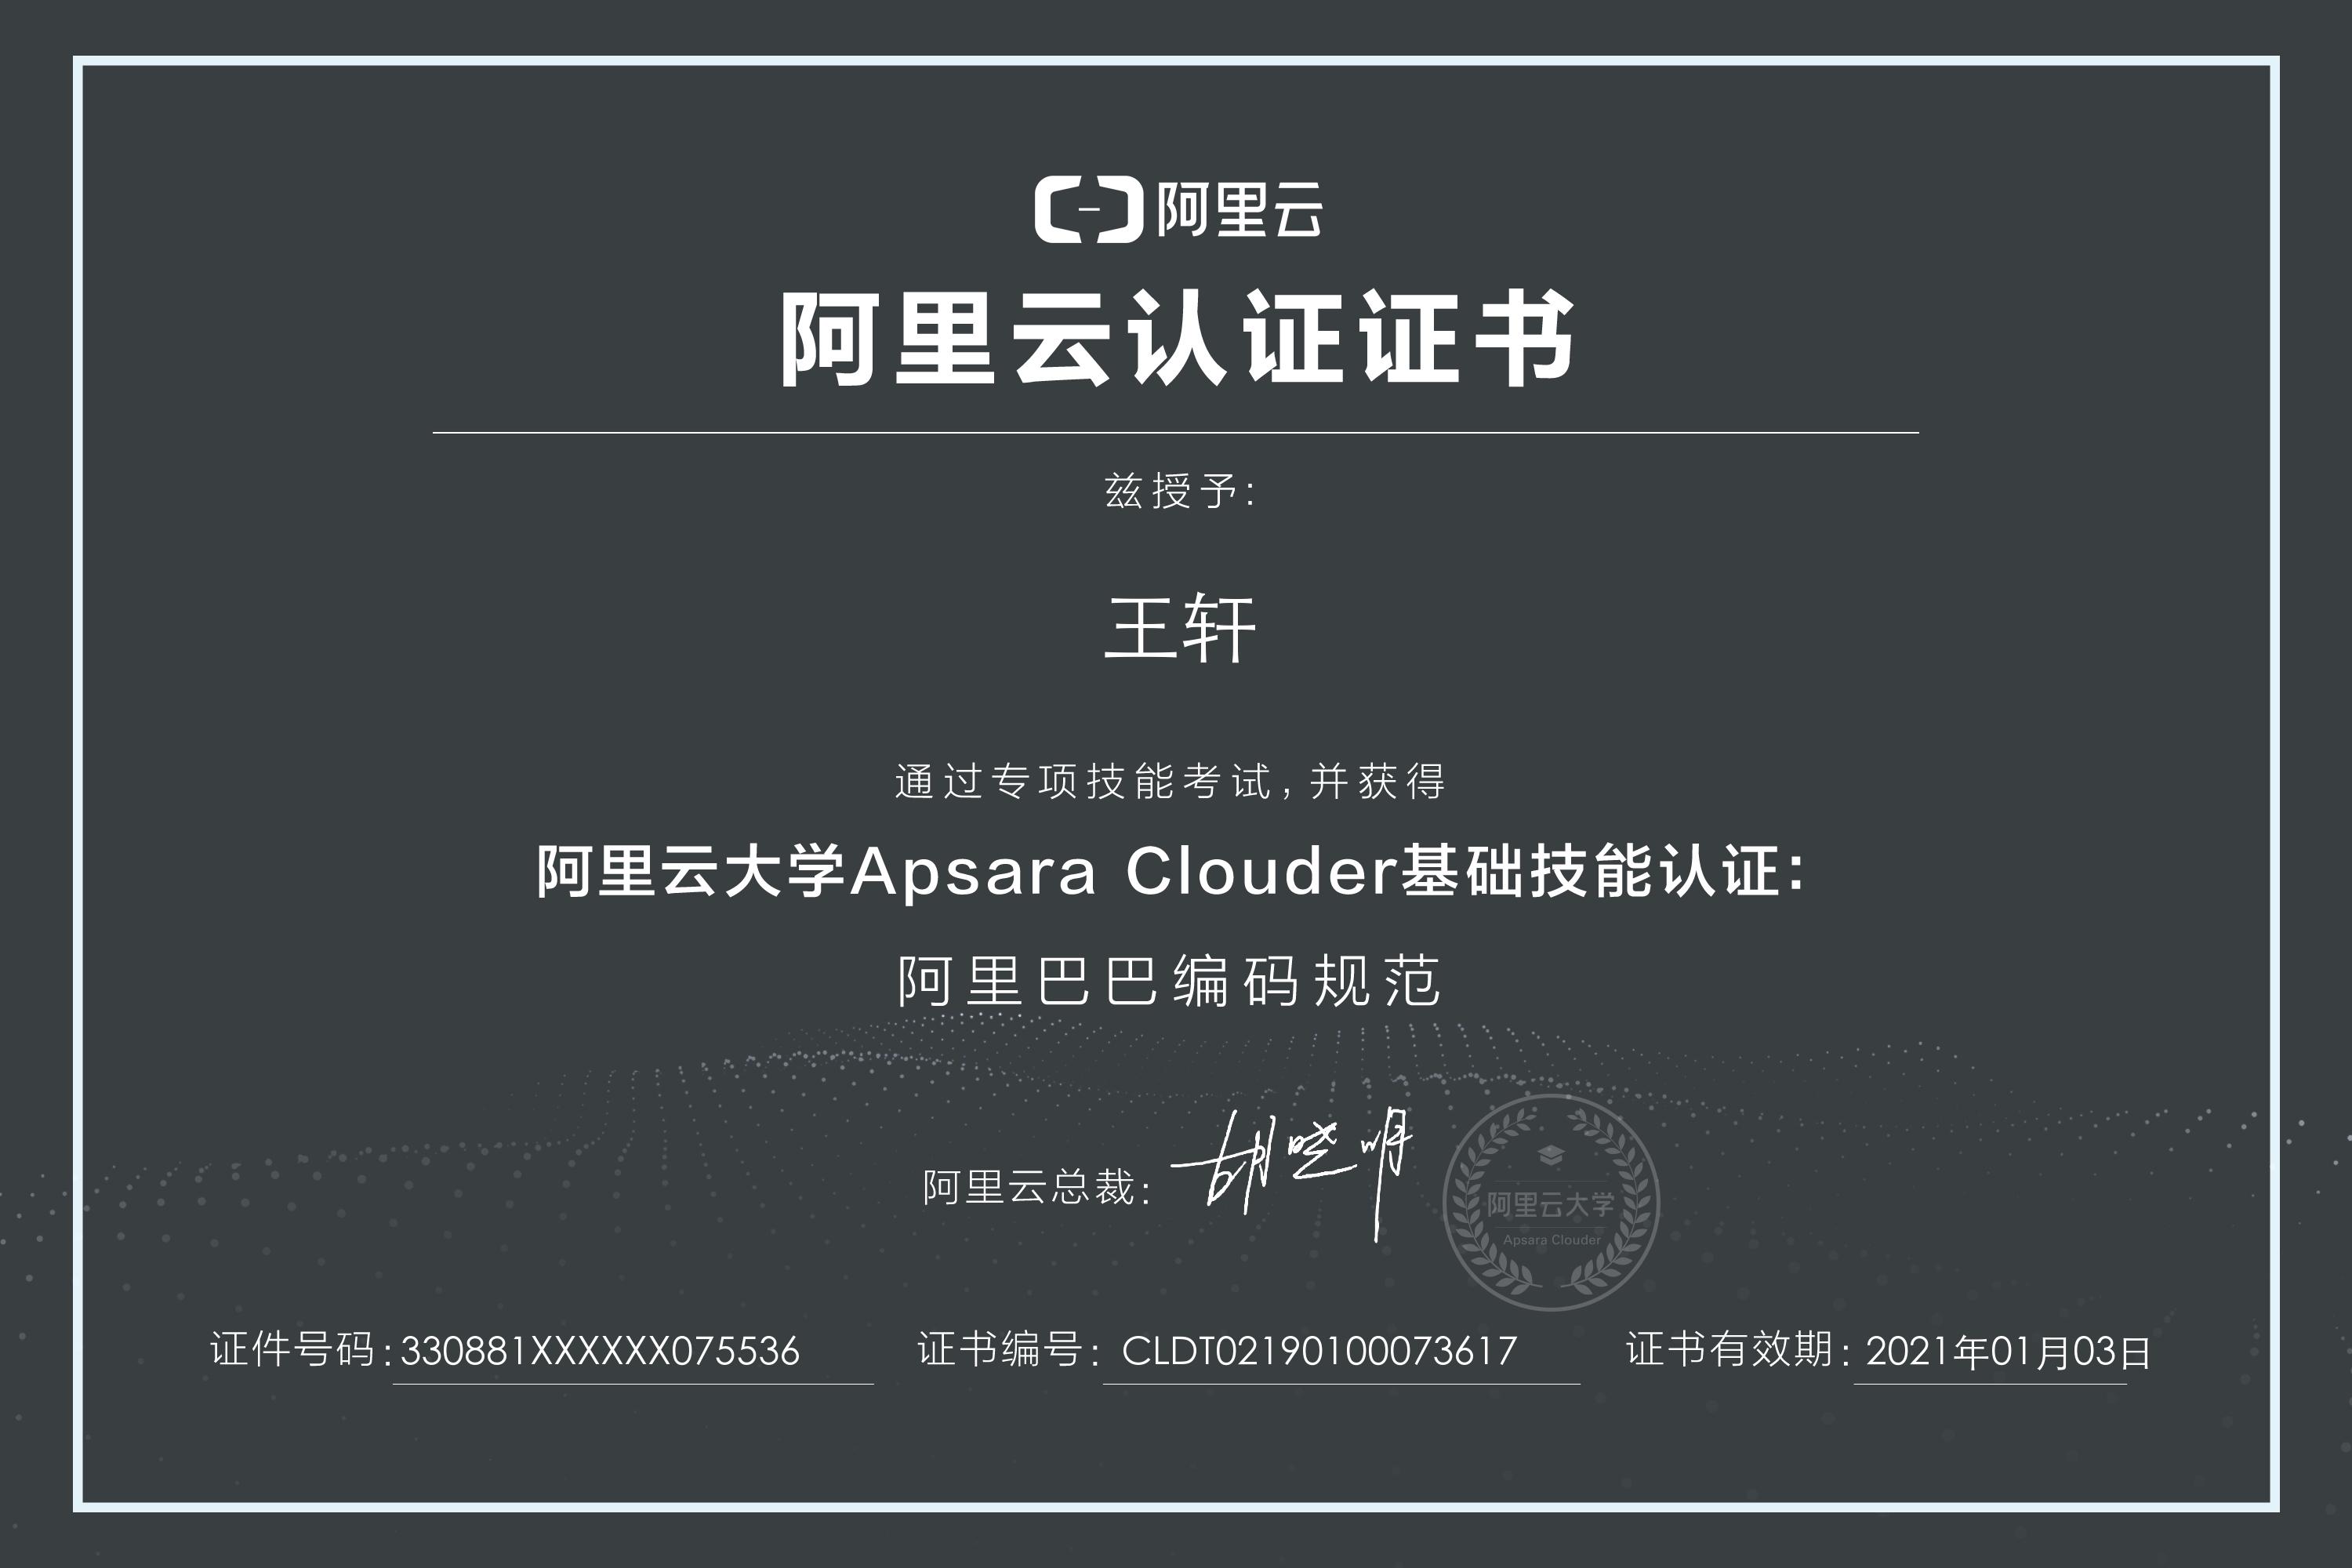 阿里云
阿里云认证证书
兹授予:
王轩
通过专项技能考试,并获得
阿里云大学Apsara Clouder基础技能认证:
阿里巴巴编码规范
阿里云总裁: 胡晓明
阿里云大学
Apsara Clouder
证件号码:330881XXXXXXX075536 证书编号: CLDT02190100073617 证书有效期: 2021年01月03日